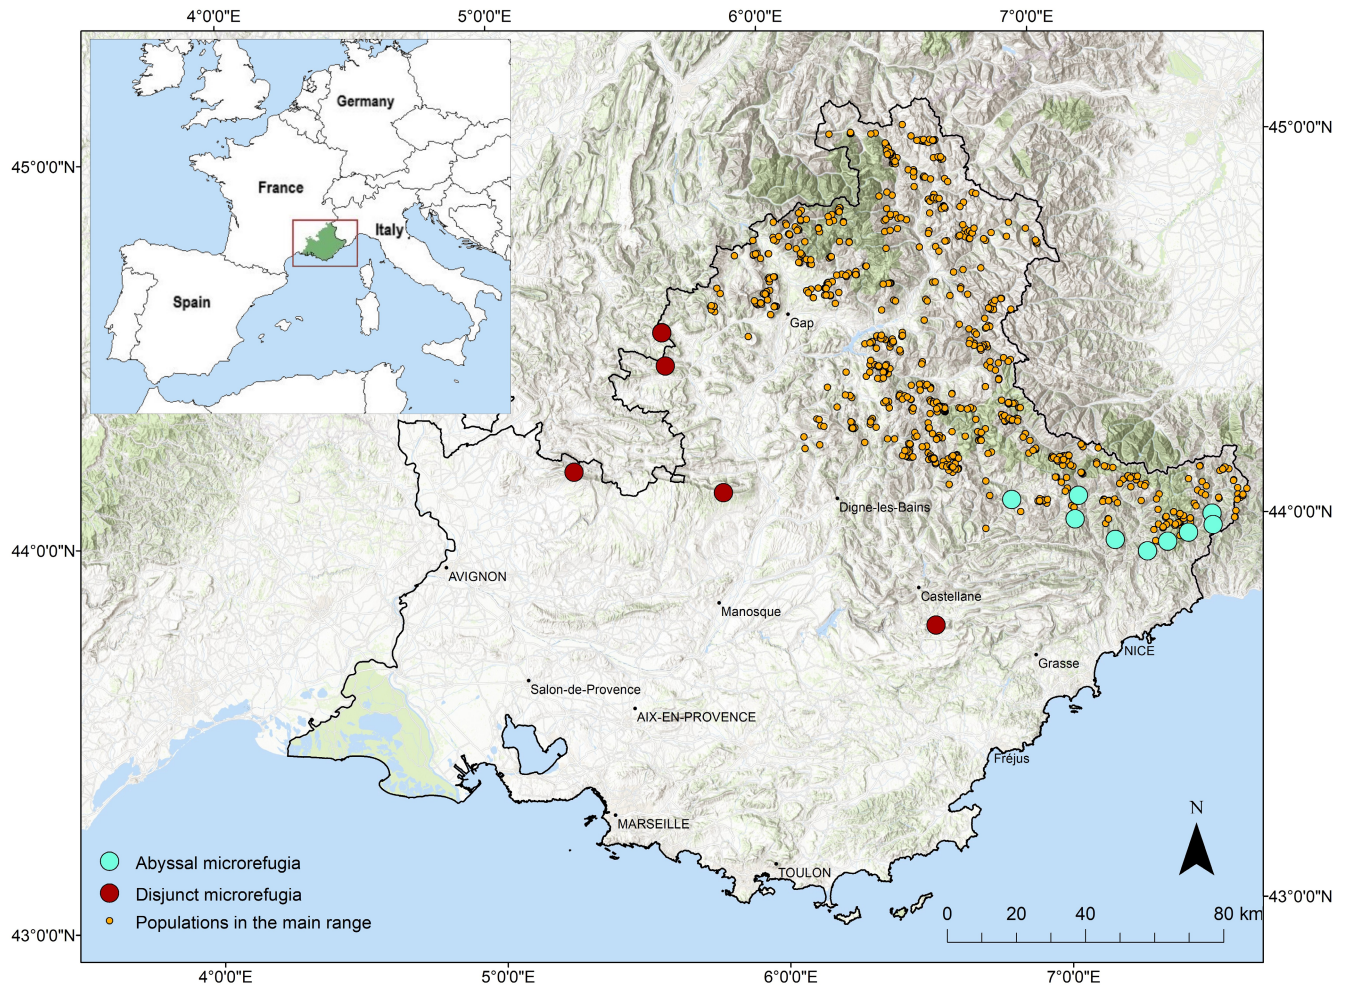 4°0'0"E 5°0'0"E 6°0'0"E 7°0'0"E
Germany
France
Italy
Spain
45°0'0"N
45°0'0"N
Gap
Digne-les-Bains
44°0'0"N
44°0'0"N
AVIGNON
Castellane
Manosque
NICE
Grasse
Salon-de-Provence
AIX-EN-PROVENCE
Fréjus
MARSEILLE
TOULON
N
Abyssal microrefugia
Disjunct microrefugia
Populations in the main range
43°0'0"N
43°0'0"N
0 20 40 80 km
4°0'0"E 5°0'0"E 6°0'0"E 7°0'0"E